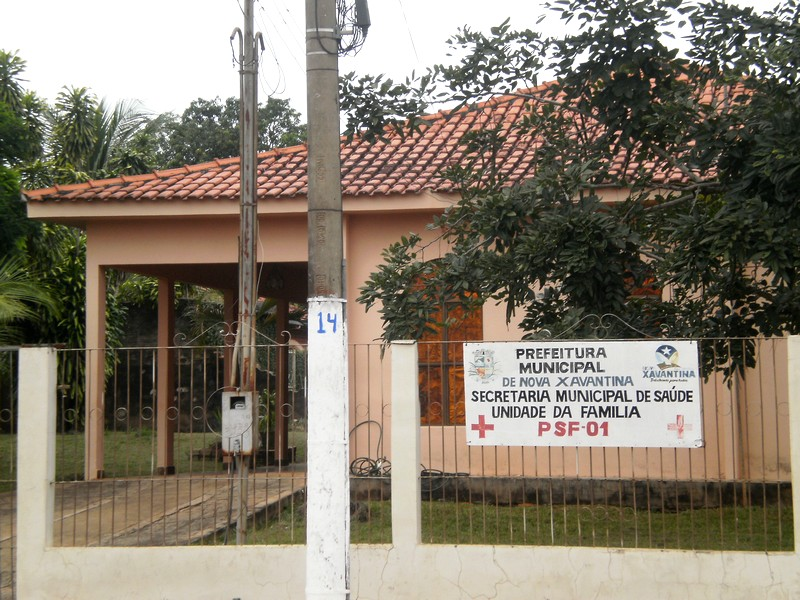 14
PREFEITURA
MUNICIPAL
DE NOVA XAVANTINA
SECRETARIA MUNICIPAL DE SAÚDE
UNIDADE DA FAMILIA
PSF-01
XAVANTINA